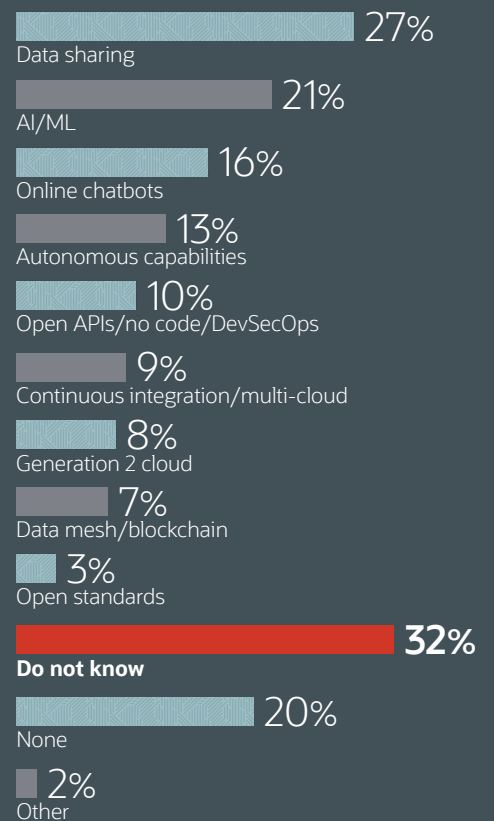 27%
Data sharing
21%
AI/ML
16%
Online chatbots
13%
Autonomous capabilities
10%
Open APIs/no code/DevSecOps
9%
Continuous integration/multi-cloud
8%
Generation 2 cloud
7%
Data mesh/blockchain
3%
Open standards
32%
Do not know
20%
None
2%
Other